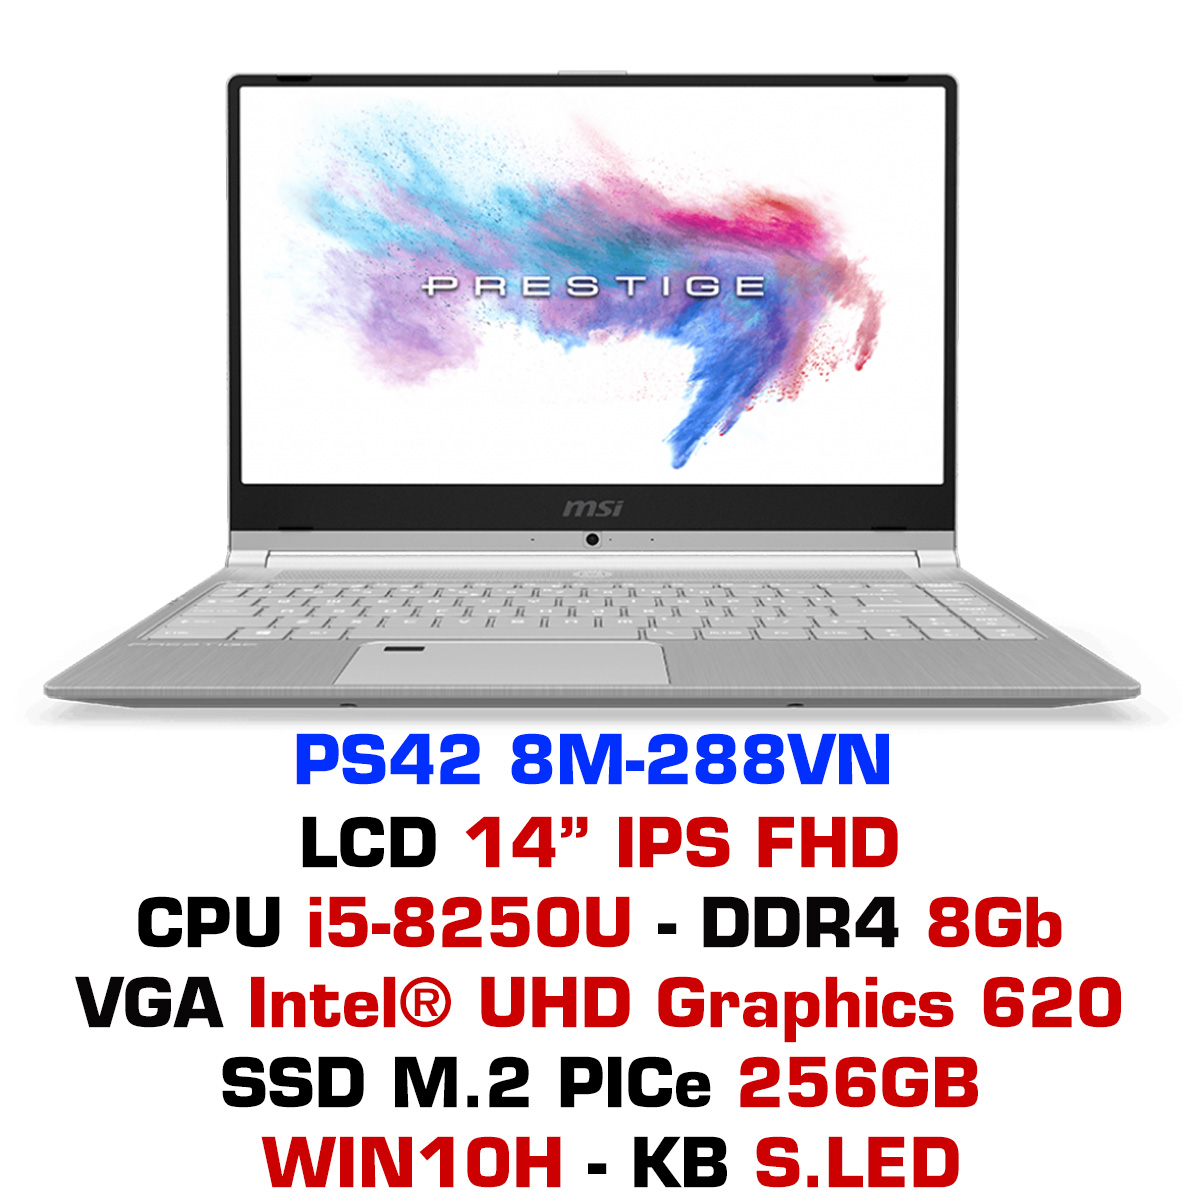 PRESTIGE
msi
PRESTIGE
PS42 8M-288VN
LCD 14” IPS FHD
CPU i5-8250U - DDR4 8Gb
VGA Intel® UHD Graphics 620
SSD M.2 PICe 256GB
WIN10H - KB S.LED